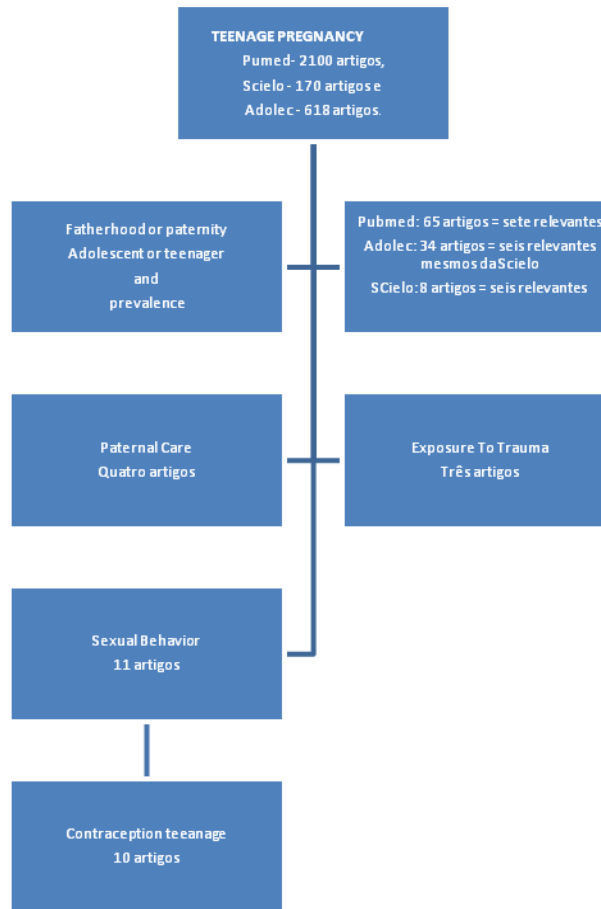 TEENAGE PREGNANCY
Pumed- 2100 artigos,
Scielo - 170 artigos e
Adolec - 618 artigos.
Fatherhood or paternity
Adolescent or teenager
and
prevalence
Pubmed: 65 artigos = sete relevantes
Adolec: 34 artigos = seis relevantes
mesmos da Scielo
SCielo: 8 artigos = seis relevantes
Paternal Care
Quatro artigos
Exposure To Trauma
Três artigos
Sexual Behavior
11 artigos
Contraception teeanage
10 artigos